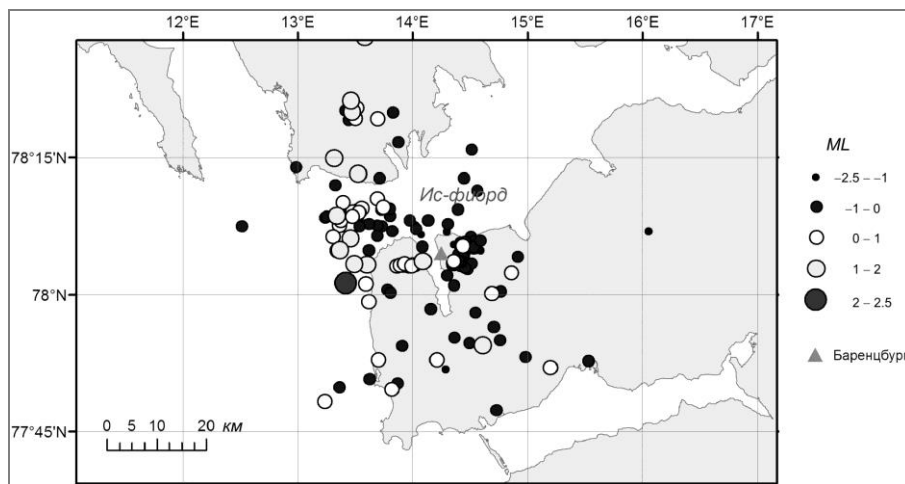 12°E 13°E 14°E 15°E 16°E 17°E
78°15'N
78°N
77°45'N
Ис-фиорд
0 5 10 20 км
ML
–2.5 – –1
–1 – 0
0 – 1
1 – 2
2 – 2.5
Баренцбург